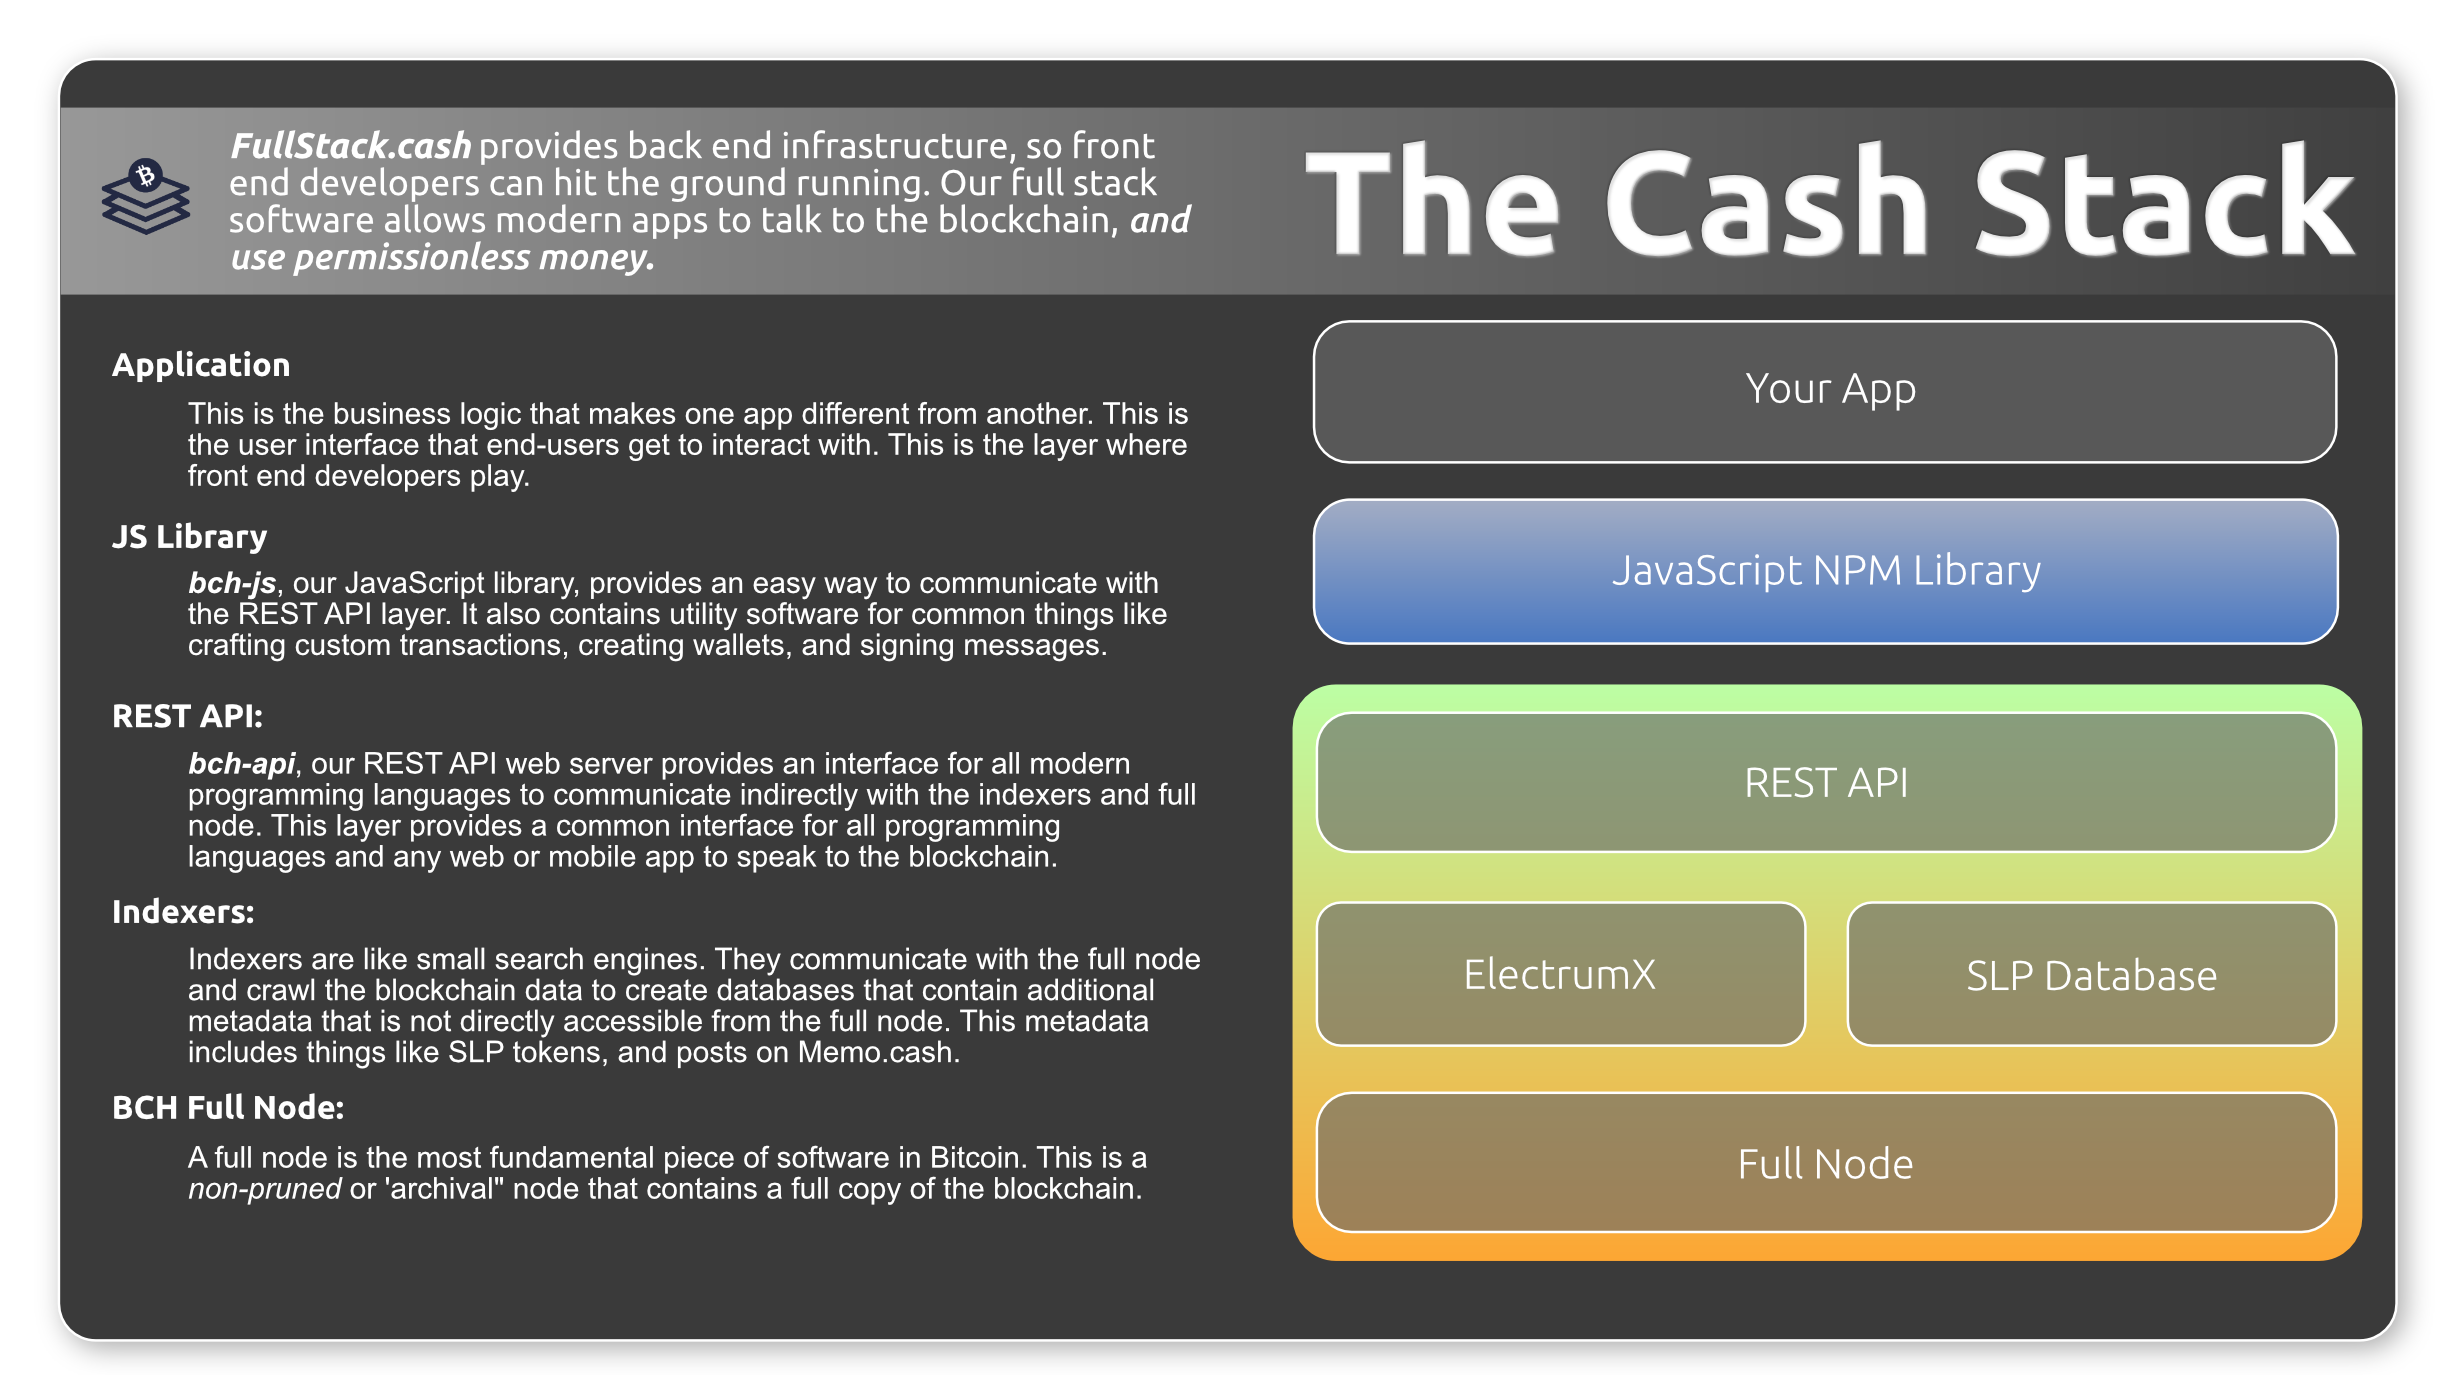 FullStack.cash provides back end infrastructure, so front
end developers can hit the ground running. Our full stack
software allows modern apps to talk to the blockchain, and
use permissionless money.
The Cash Stack
Application
This is the business logic that makes one app different from another. This is
the user interface that end-users get to interact with. This is the layer where
front end developers play.
JS Library
bch-js, our JavaScript library, provides an easy way to communicate with
the REST API layer. It also contains utility software for common things like
crafting custom transactions, creating wallets, and signing messages.
REST API:
bch-api, our REST API web server provides an interface for all modern
programming languages to communicate indirectly with the indexers and full
node. This layer provides a common interface for all programming
languages and any web or mobile app to speak to the blockchain.
Indexers:
Indexers are like small search engines. They communicate with the full node
and crawl the blockchain data to create databases that contain additional
metadata that is not directly accessible from the full node. This metadata
includes things like SLP tokens, and posts on Memo.cash.
BCH Full Node:
A full node is the most fundamental piece of software in Bitcoin. This is a
non-pruned or 'archival" node that contains a full copy of the blockchain.
Your App
JavaScript NPM Library
REST API
ElectrumX
SLP Database
Full Node